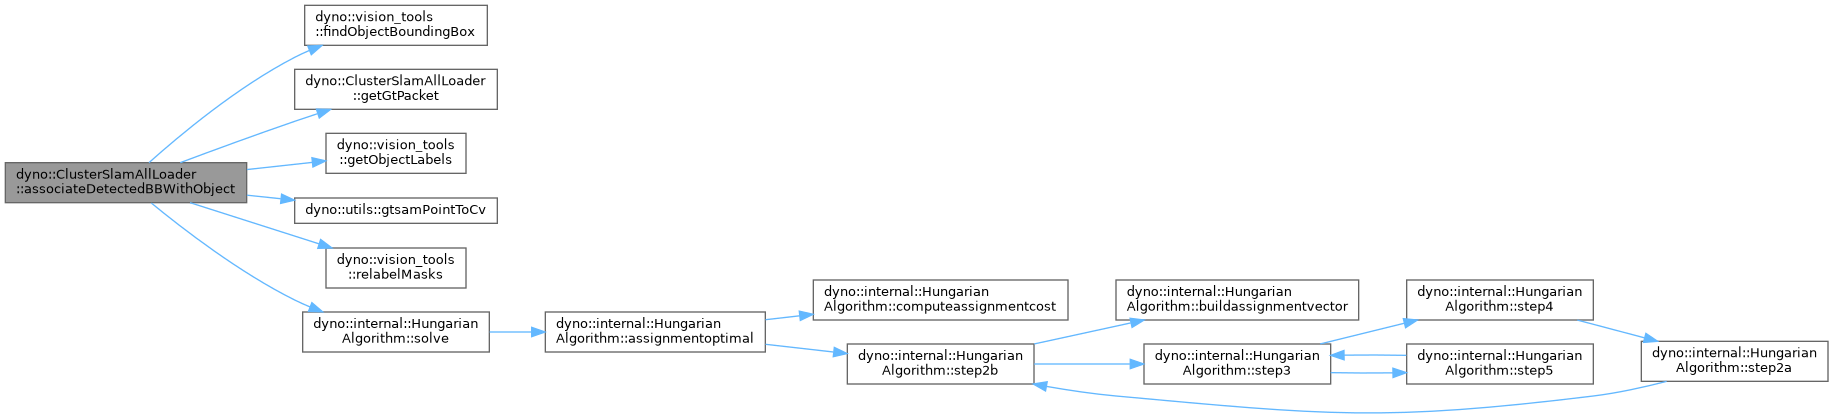 dyno::vision_tools
::findObjectBoundingBox
dyno::ClusterSlamAllLoader
::getGtPacket
dyno::vision_tools
::getObjectLabels
dyno::ClusterSlamAllLoader
::associateDetectedBBWithObject
dyno::utils::gtsamPointToCv
dyno::vision_tools
::relabelMasks
dyno::internal::Hungarian
Algorithm::solve
dyno::internal::Hungarian
Algorithm::assignmentoptimal
dyno::internal::Hungarian
Algorithm::computeassignmentcost
dyno::internal::Hungarian
Algorithm::step2b
dyno::internal::Hungarian
Algorithm::buildassignmentvector
dyno::internal::Hungarian
Algorithm::step3
dyno::internal::Hungarian
Algorithm::step4
dyno::internal::Hungarian
Algorithm::step5
dyno::internal::Hungarian
Algorithm::step2a